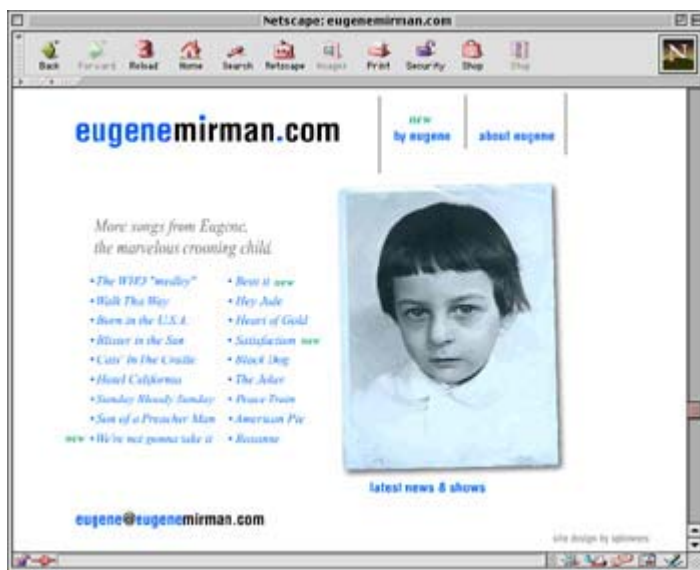 Netscape: eugenemirman.com
Back Forward Reload Home Search Netscape Images Print Security Shop Stop
N
eugenemirman.com
new
by eugene
about eugene
More songs from Eugene,
the marvelous crooning child.
• The WHO "medley"
• Walk Tha Way
• Born in the U.S.A.
• Blister in the Sun
• Cats' In The Cradle
• Hotel California
• Sunday Bloody Sunday
• Son of a Preacher Man
new • We're not gonna take it
• Beat it new
• Hey Jude
• Heart of Gold
• Satisfaction new
• Black Dog
• The Joker
• Peace Train
• American Pie
• Roxanne
latest news & shows
eugene@eugenemirman.com
site design by